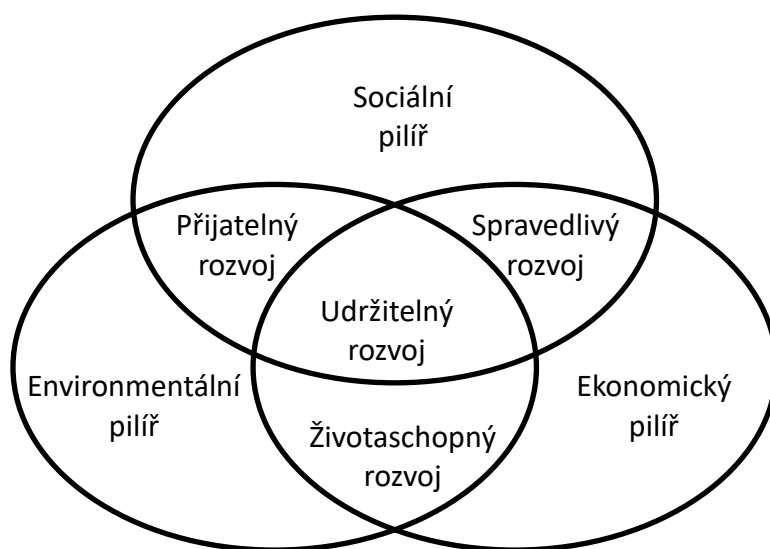 Sociální
pilíř
Přijatelný
rozvoj
Spravedlivý
rozvoj
Udržitelný
rozvoj
Environmentální
pilíř
Ekonomický
pilíř
Životaschopný
rozvoj